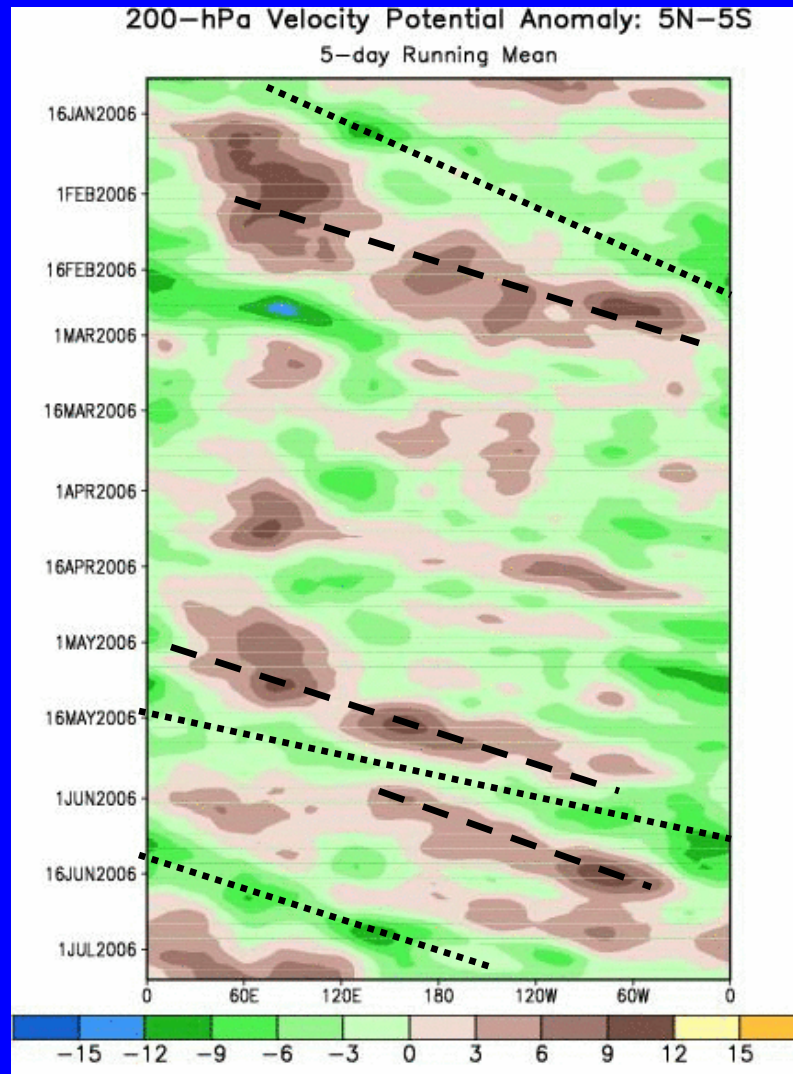 200-hPa Velocity Potential Anomaly: 5N-5S
5-day Running Mean
16JAN2006
1FEB2006
16FEB2006
1MAR2006
16MAR2006
1APR2006
16APR2006
1MAY2006
16MAY2006
1JUN2006
16JUN2006
1JUL2006
0 60E 120E 180 120W 60W 0
-15 -12 -9 -6 -3 0 3 6 9 12 15